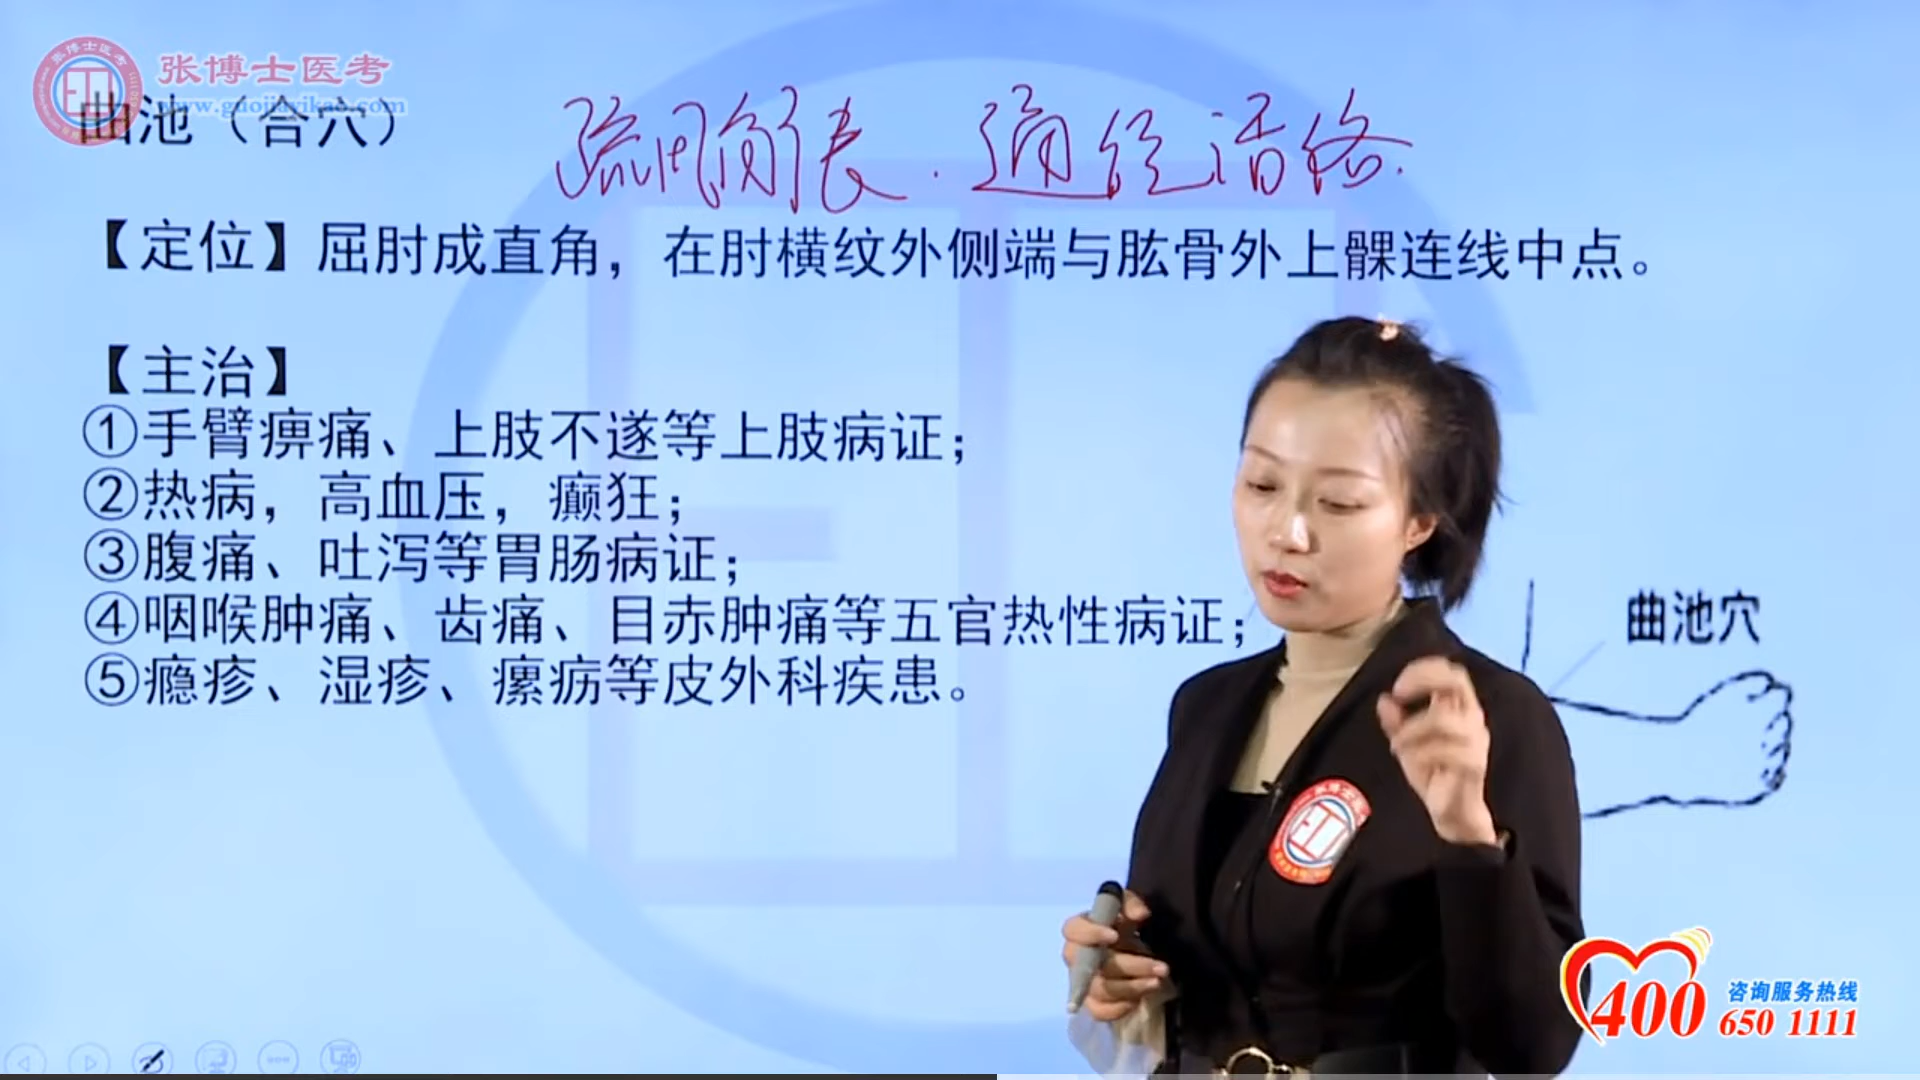 张博士医考
www.guojiayikao.com
曲池（合穴）
疏风解表.通经活络.
【定位】屈肘成直角，在肘横纹外侧端与肱骨外上髁连线中点。
【主治】
①手臂痹痛、上肢不遂等上肢病证；
②热病，高血压，癫狂；
③腹痛、吐泻等胃肠病证；
④咽喉肿痛、齿痛、目赤肿痛等五官热性病证；
⑤瘾疹、湿疹、瘰疬等皮外科疾患。
曲池穴
400
咨询服务热线
650 1111